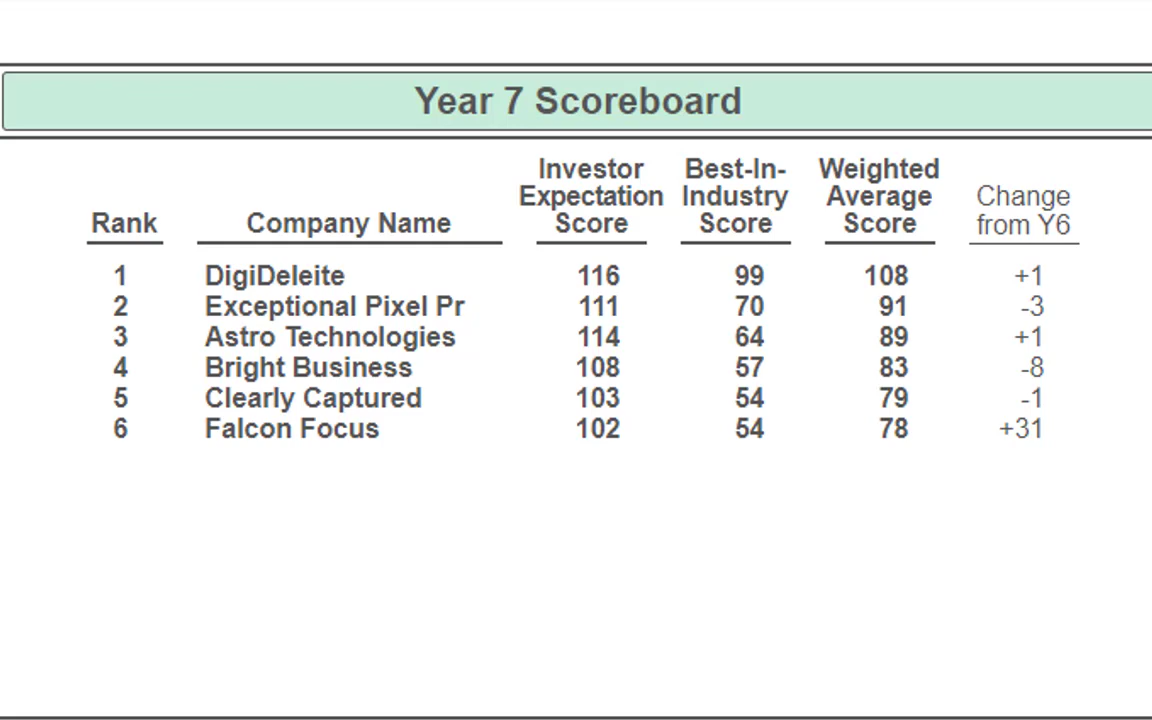 Year 7 Scoreboard
Rank Company Name Investor Expectation Score Best-In-Industry Score Weighted Average Score Change from Y6
1 DigiDeleite 116 99 108 +1
2 Exceptional Pixel Pr 111 70 91 -3
3 Astro Technologies 114 64 89 +1
4 Bright Business 108 57 83 -8
5 Clearly Captured 103 54 79 -1
6 Falcon Focus 102 54 78 +31